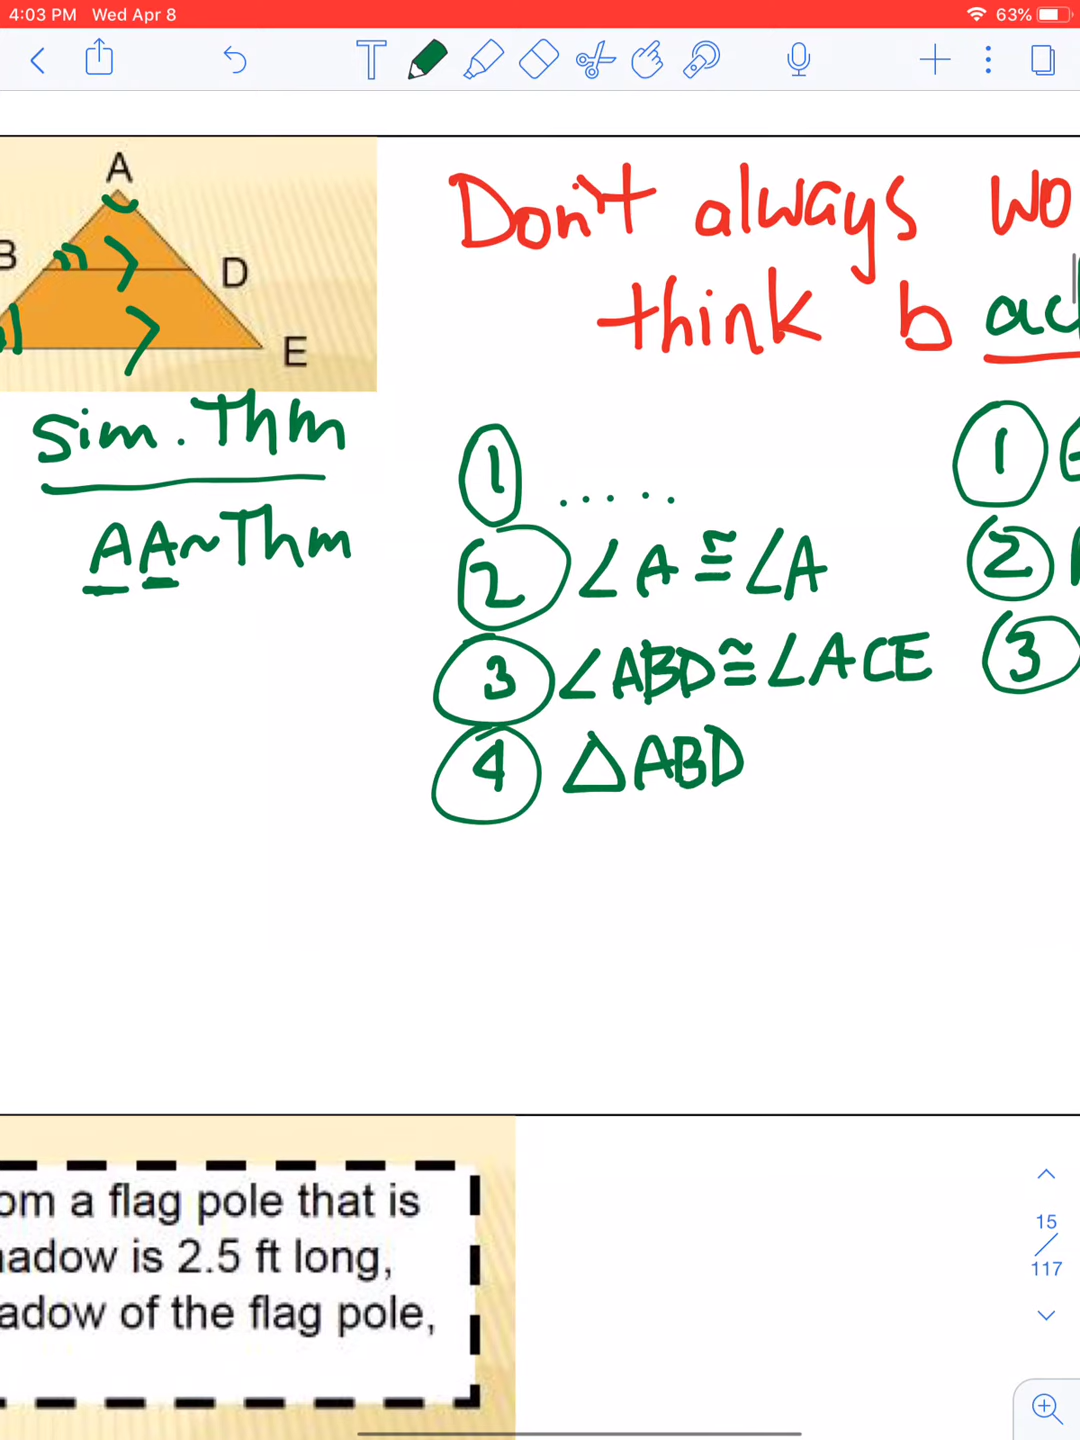 4:03 PM Wed Apr 8
63%
T
A
B
D
E
Don't always
think b
Sim. Thm
AA~Thm
1 .....
2 ∠A ≅ ∠A
3 ∠ABD ≅ ∠ACE
4 △ABD
1
2
3
om a flag pole that is
adow is 2.5 ft long,
adow of the flag pole,
15
/
117